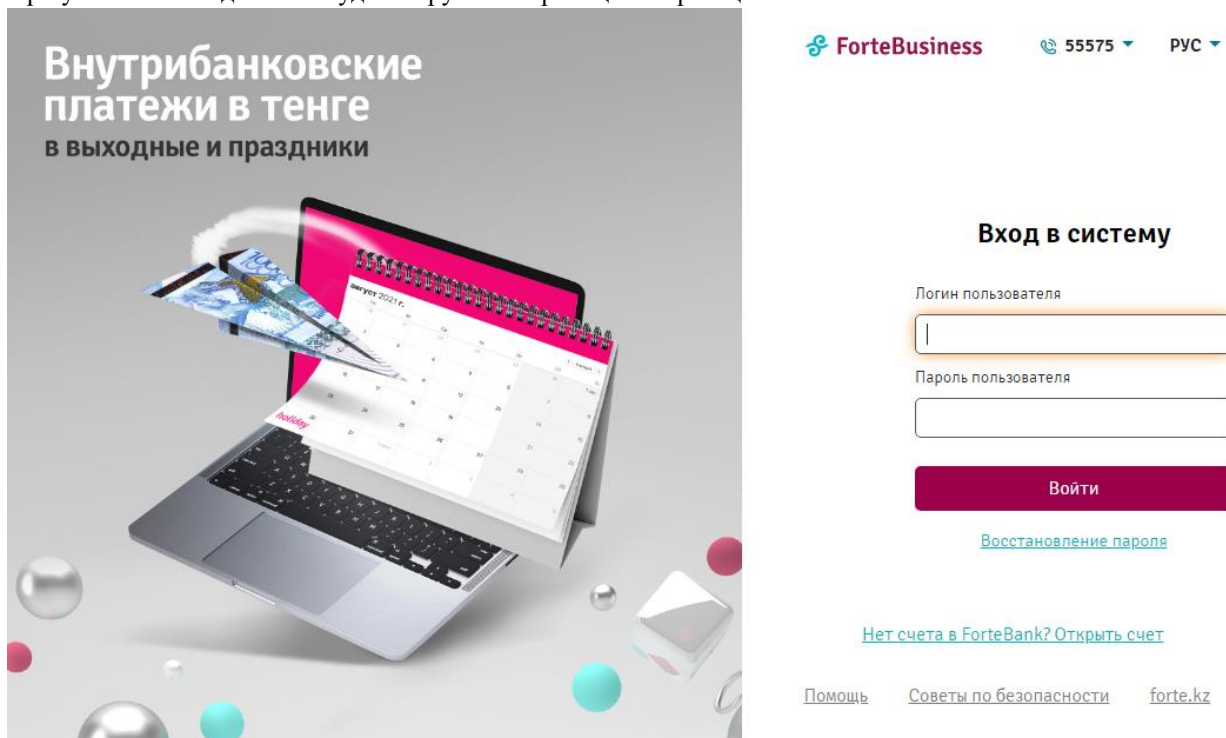 Внутрибанковские
платежи в тенге
в выходные и праздники
август 2021 г.
holiday
ForteBusiness
55575
РУС
Вход в систему
Логин пользователя
Пароль пользователя
Войти
Восстановление пароля
Нет счета в ForteBank? Открыть счет
Помощь Советы по безопасности forte.kz